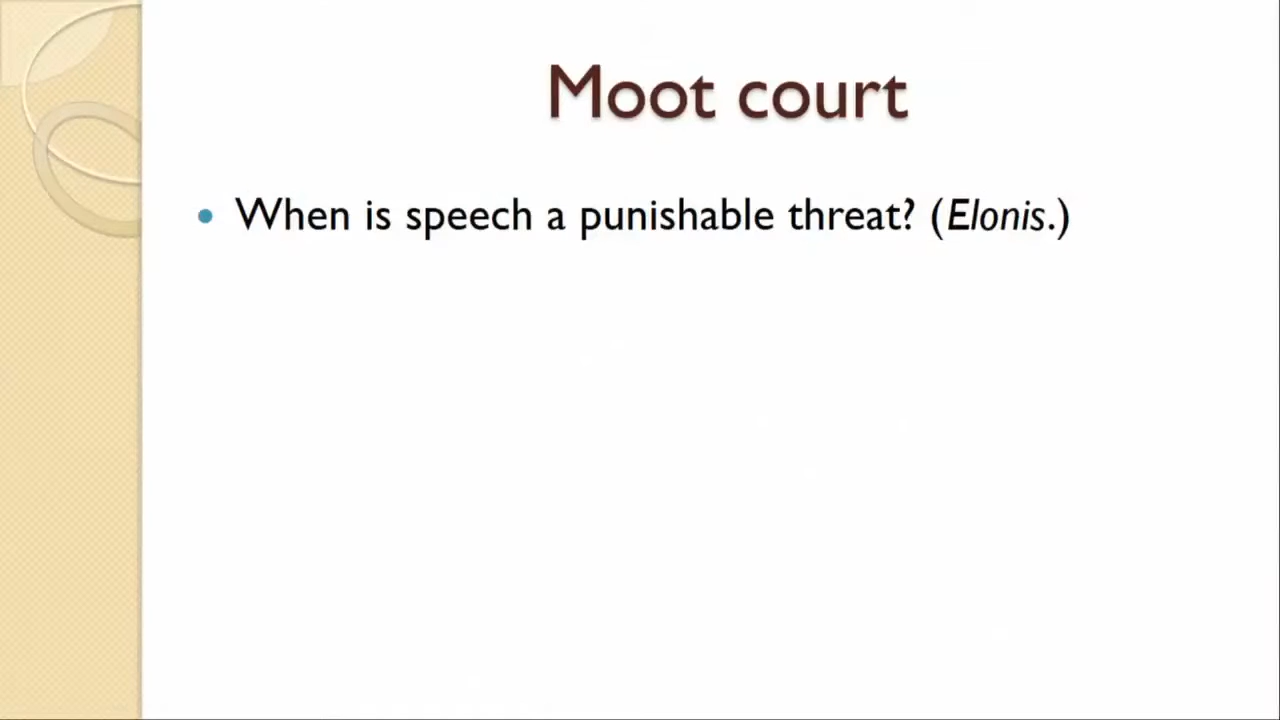 Moot court
• When is speech a punishable threat? (Elonis.)